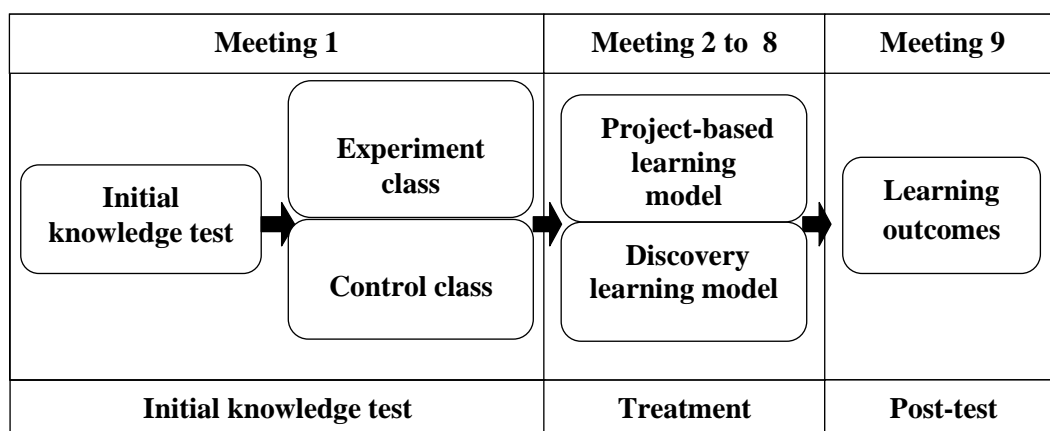 Meeting 1
Meeting 2 to 8
Meeting 9
Initial
knowledge test
Experiment
class
Control class
Project-based
learning
model
Discovery
learning model
Learning
outcomes
Initial knowledge test
Treatment
Post-test